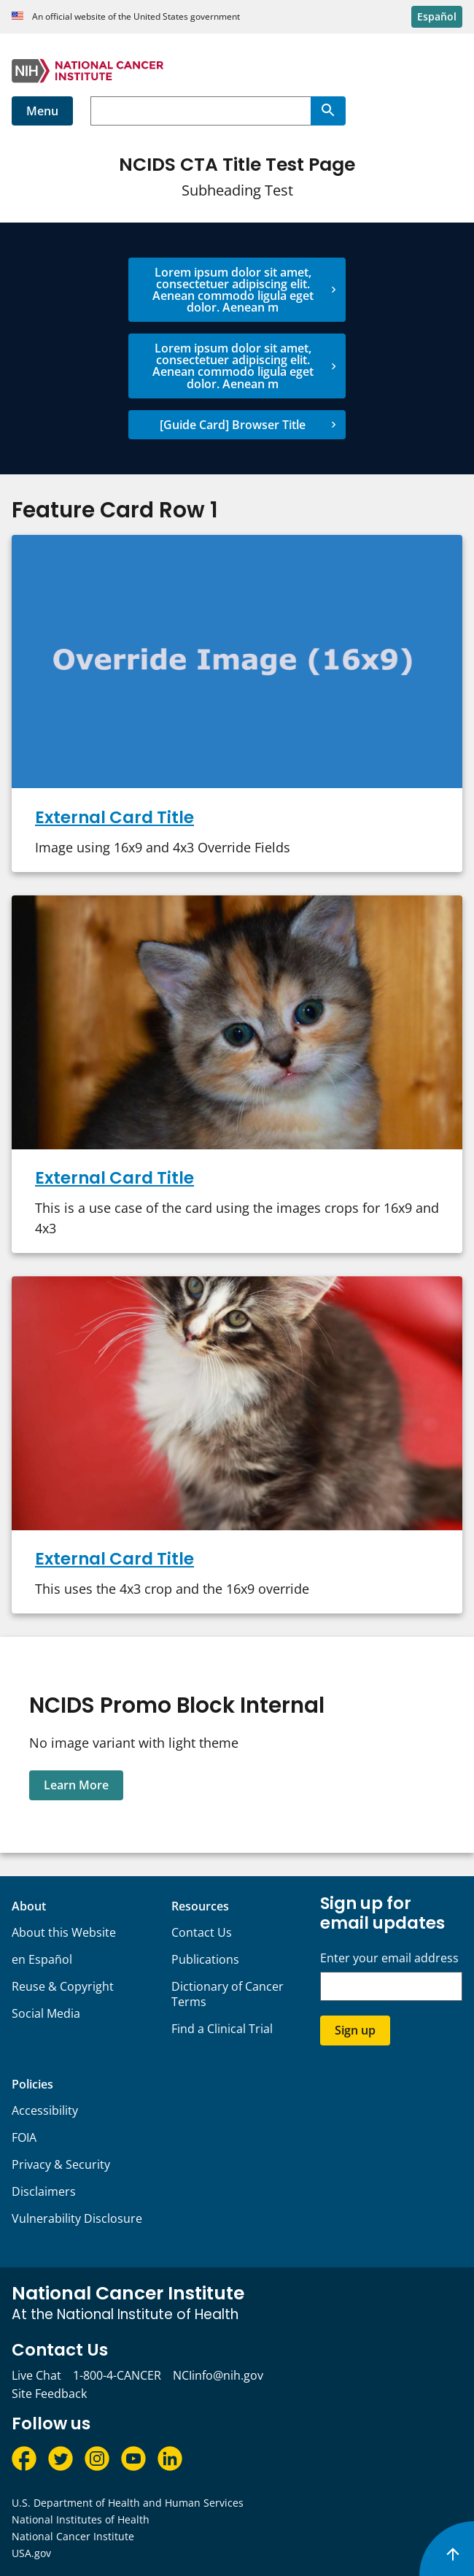 An official website of the United States government
Español
NIH
NATIONAL CANCER
INSTITUTE
Menu
NCIDS CTA Title Test Page
Subheading Test
Lorem ipsum dolor sit amet,
consectetuer adipiscing elit.
Aenean commodo ligula eget
dolor. Aenean m
Lorem ipsum dolor sit amet,
consectetuer adipiscing elit.
Aenean commodo ligula eget
dolor. Aenean m
[Guide Card] Browser Title
Feature Card Row 1
Override Image (16x9)
External Card Title
Image using 16x9 and 4x3 Override Fields
External Card Title
This is a use case of the card using the images crops for 16x9 and
4x3
External Card Title
This uses the 4x3 crop and the 16x9 override
NCIDS Promo Block Internal
No image variant with light theme
Learn More
About
About this Website
en Español
Reuse & Copyright
Social Media
Resources
Contact Us
Publications
Dictionary of Cancer
Terms
Find a Clinical Trial
Sign up for
email updates
Enter your email address
Sign up
Policies
Accessibility
FOIA
Privacy & Security
Disclaimers
Vulnerability Disclosure
National Cancer Institute
At the National Institute of Health
Contact Us
Live Chat 1-800-4-CANCER NCIinfo@nih.gov
Site Feedback
Follow us
U.S. Department of Health and Human Services
National Institutes of Health
National Cancer Institute
USA.gov